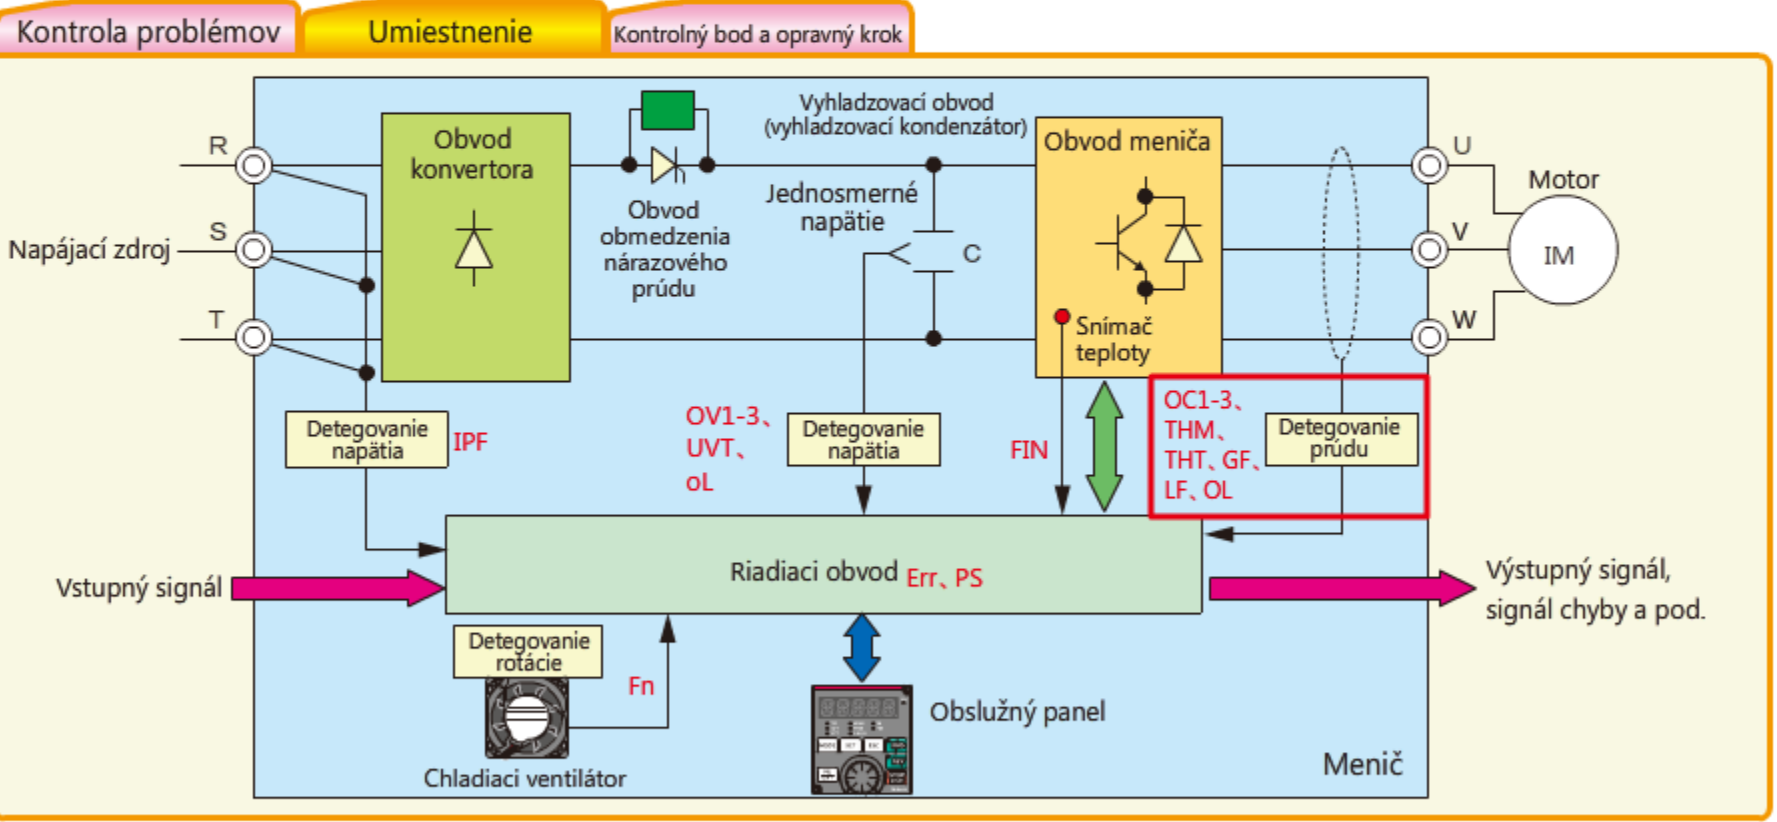 Kontrola problémov
Umiestnenie
Kontrolný bod a opravný krok
R
S
T
Napájací zdroj
Obvod
konvertora
Obvod
obmedzenia
nárazového
prúdu
Vyhladzovací obvod
(vyhladzovací kondenzátor)
Jednosmerné
napätie
C
Obvod meniča
Snímač
teploty
U
V
W
Motor
IM
Detegovanie
napätia
IPF
OV1-3、
UVT、
oL
Detegovanie
napätia
FIN
OC1-3、
THM、
THT、GF、
LF、OL
Detegovanie
prúdu
Vstupný signál
Riadiaci obvod Err、PS
Výstupný signál,
signál chyby a pod.
Detegovanie
rotácie
Fn
Chladiaci ventilátor
Obslužný panel
Menič